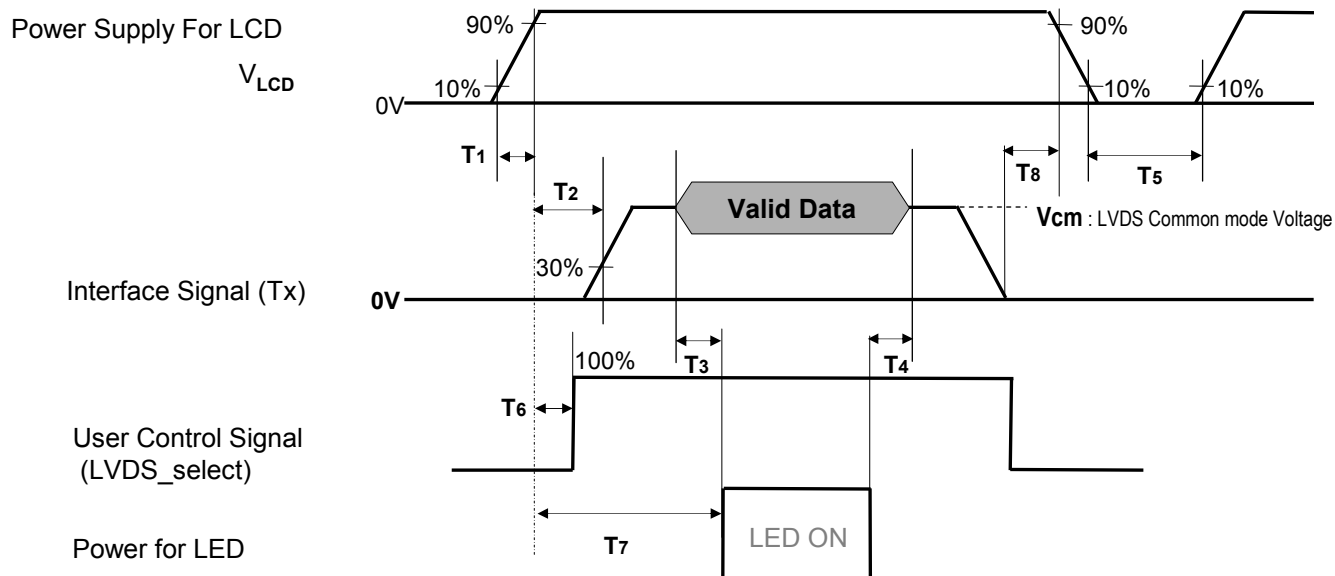 Power Supply For LCD
VLCD
90%
90%
10%
10%
10%
0V
T1
T2
T8
T5
Valid Data
Vcm : LVDS Common mode Voltage
30%
Interface Signal (Tx)
0V
T3
T4
100%
T6
User Control Signal
(LVDS_select)
T7
LED ON
Power for LED